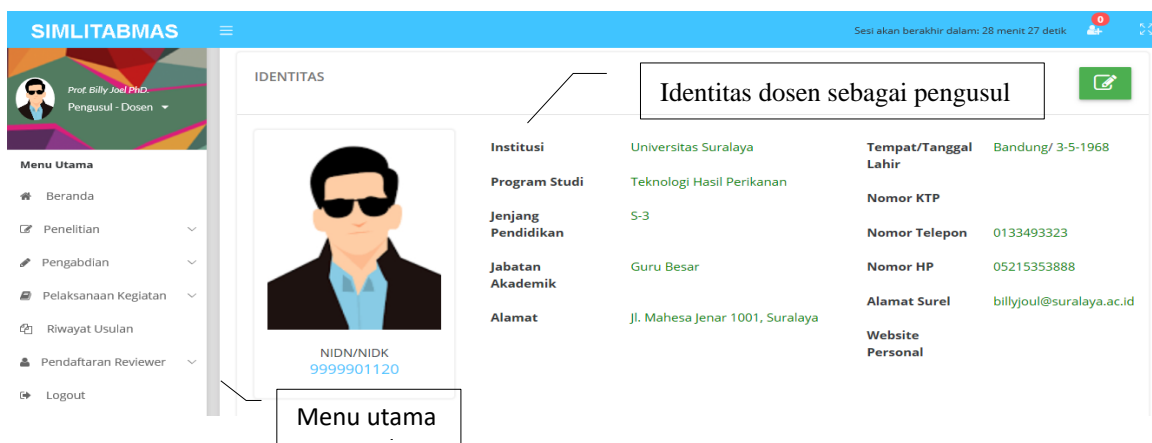 SIMLITABMAS
Sesi akan berakhir dalam: 28 menit 27 detik
0
Prof. Billy Joel PhD.
Pengusul - Dosen
Menu Utama
Beranda
Penelitian
Pengabdian
Pelaksanaan Kegiatan
Riwayat Usulan
Pendaftaran Reviewer
Logout
IDENTITAS
Identitas dosen sebagai pengusul
NIDN/NIDK
9999901120
Institusi Universitas Suralaya
Program Studi Teknologi Hasil Perikanan
Jenjang Pendidikan S-3
Jabatan Akademik Guru Besar
Alamat Jl. Mahesa Jenar 1001, Suralaya
Tempat/Tanggal Lahir Bandung/ 3-5-1968
Nomor KTP
Nomor Telepon 0133493323
Nomor HP 05215353888
Alamat Surel billyjoul@suralaya.ac.id
Website Personal
Menu utama